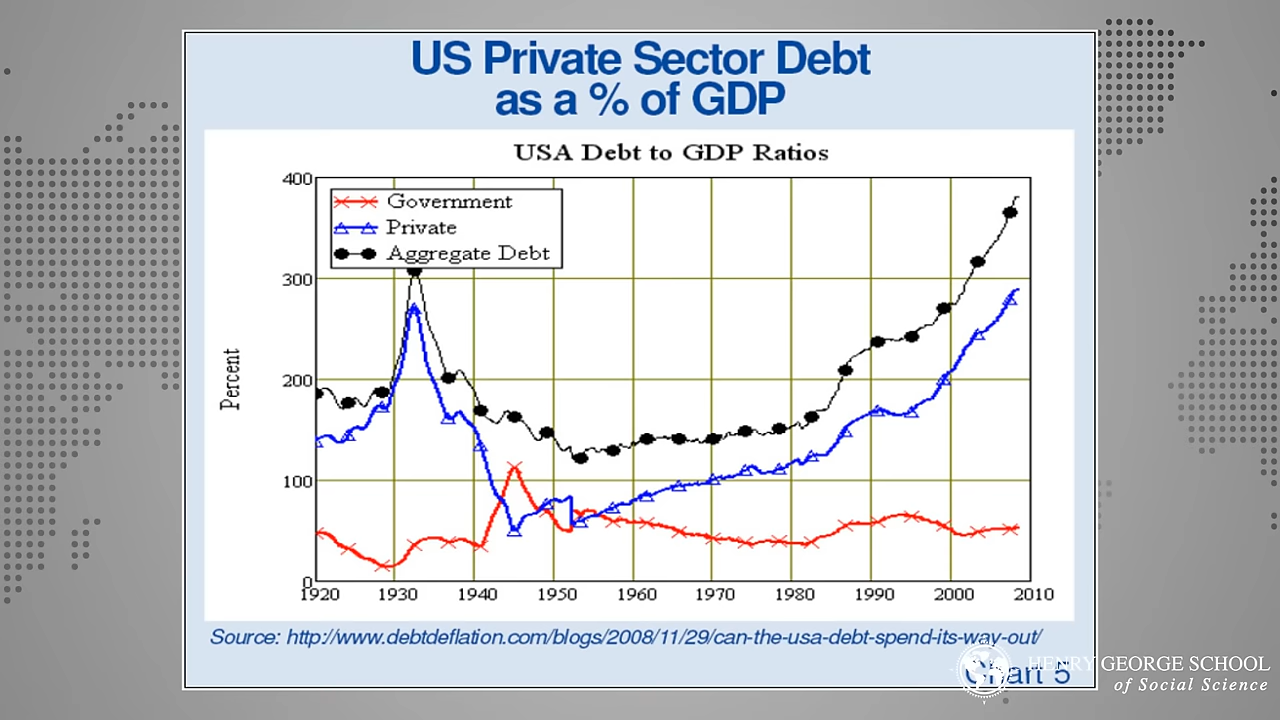 US Private Sector Debt
as a % of GDP
USA Debt to GDP Ratios
Government
Private
Aggregate Debt
Percent
400
300
200
100
0
1920 1930 1940 1950 1960 1970 1980 1990 2000 2010
Source: http://www.debtdeflation.com/blogs/2008/11/29/can-the-usa-debt-spend-its-way-out/
Chart 5
HENRY GEORGE SCHOOL
of Social Science